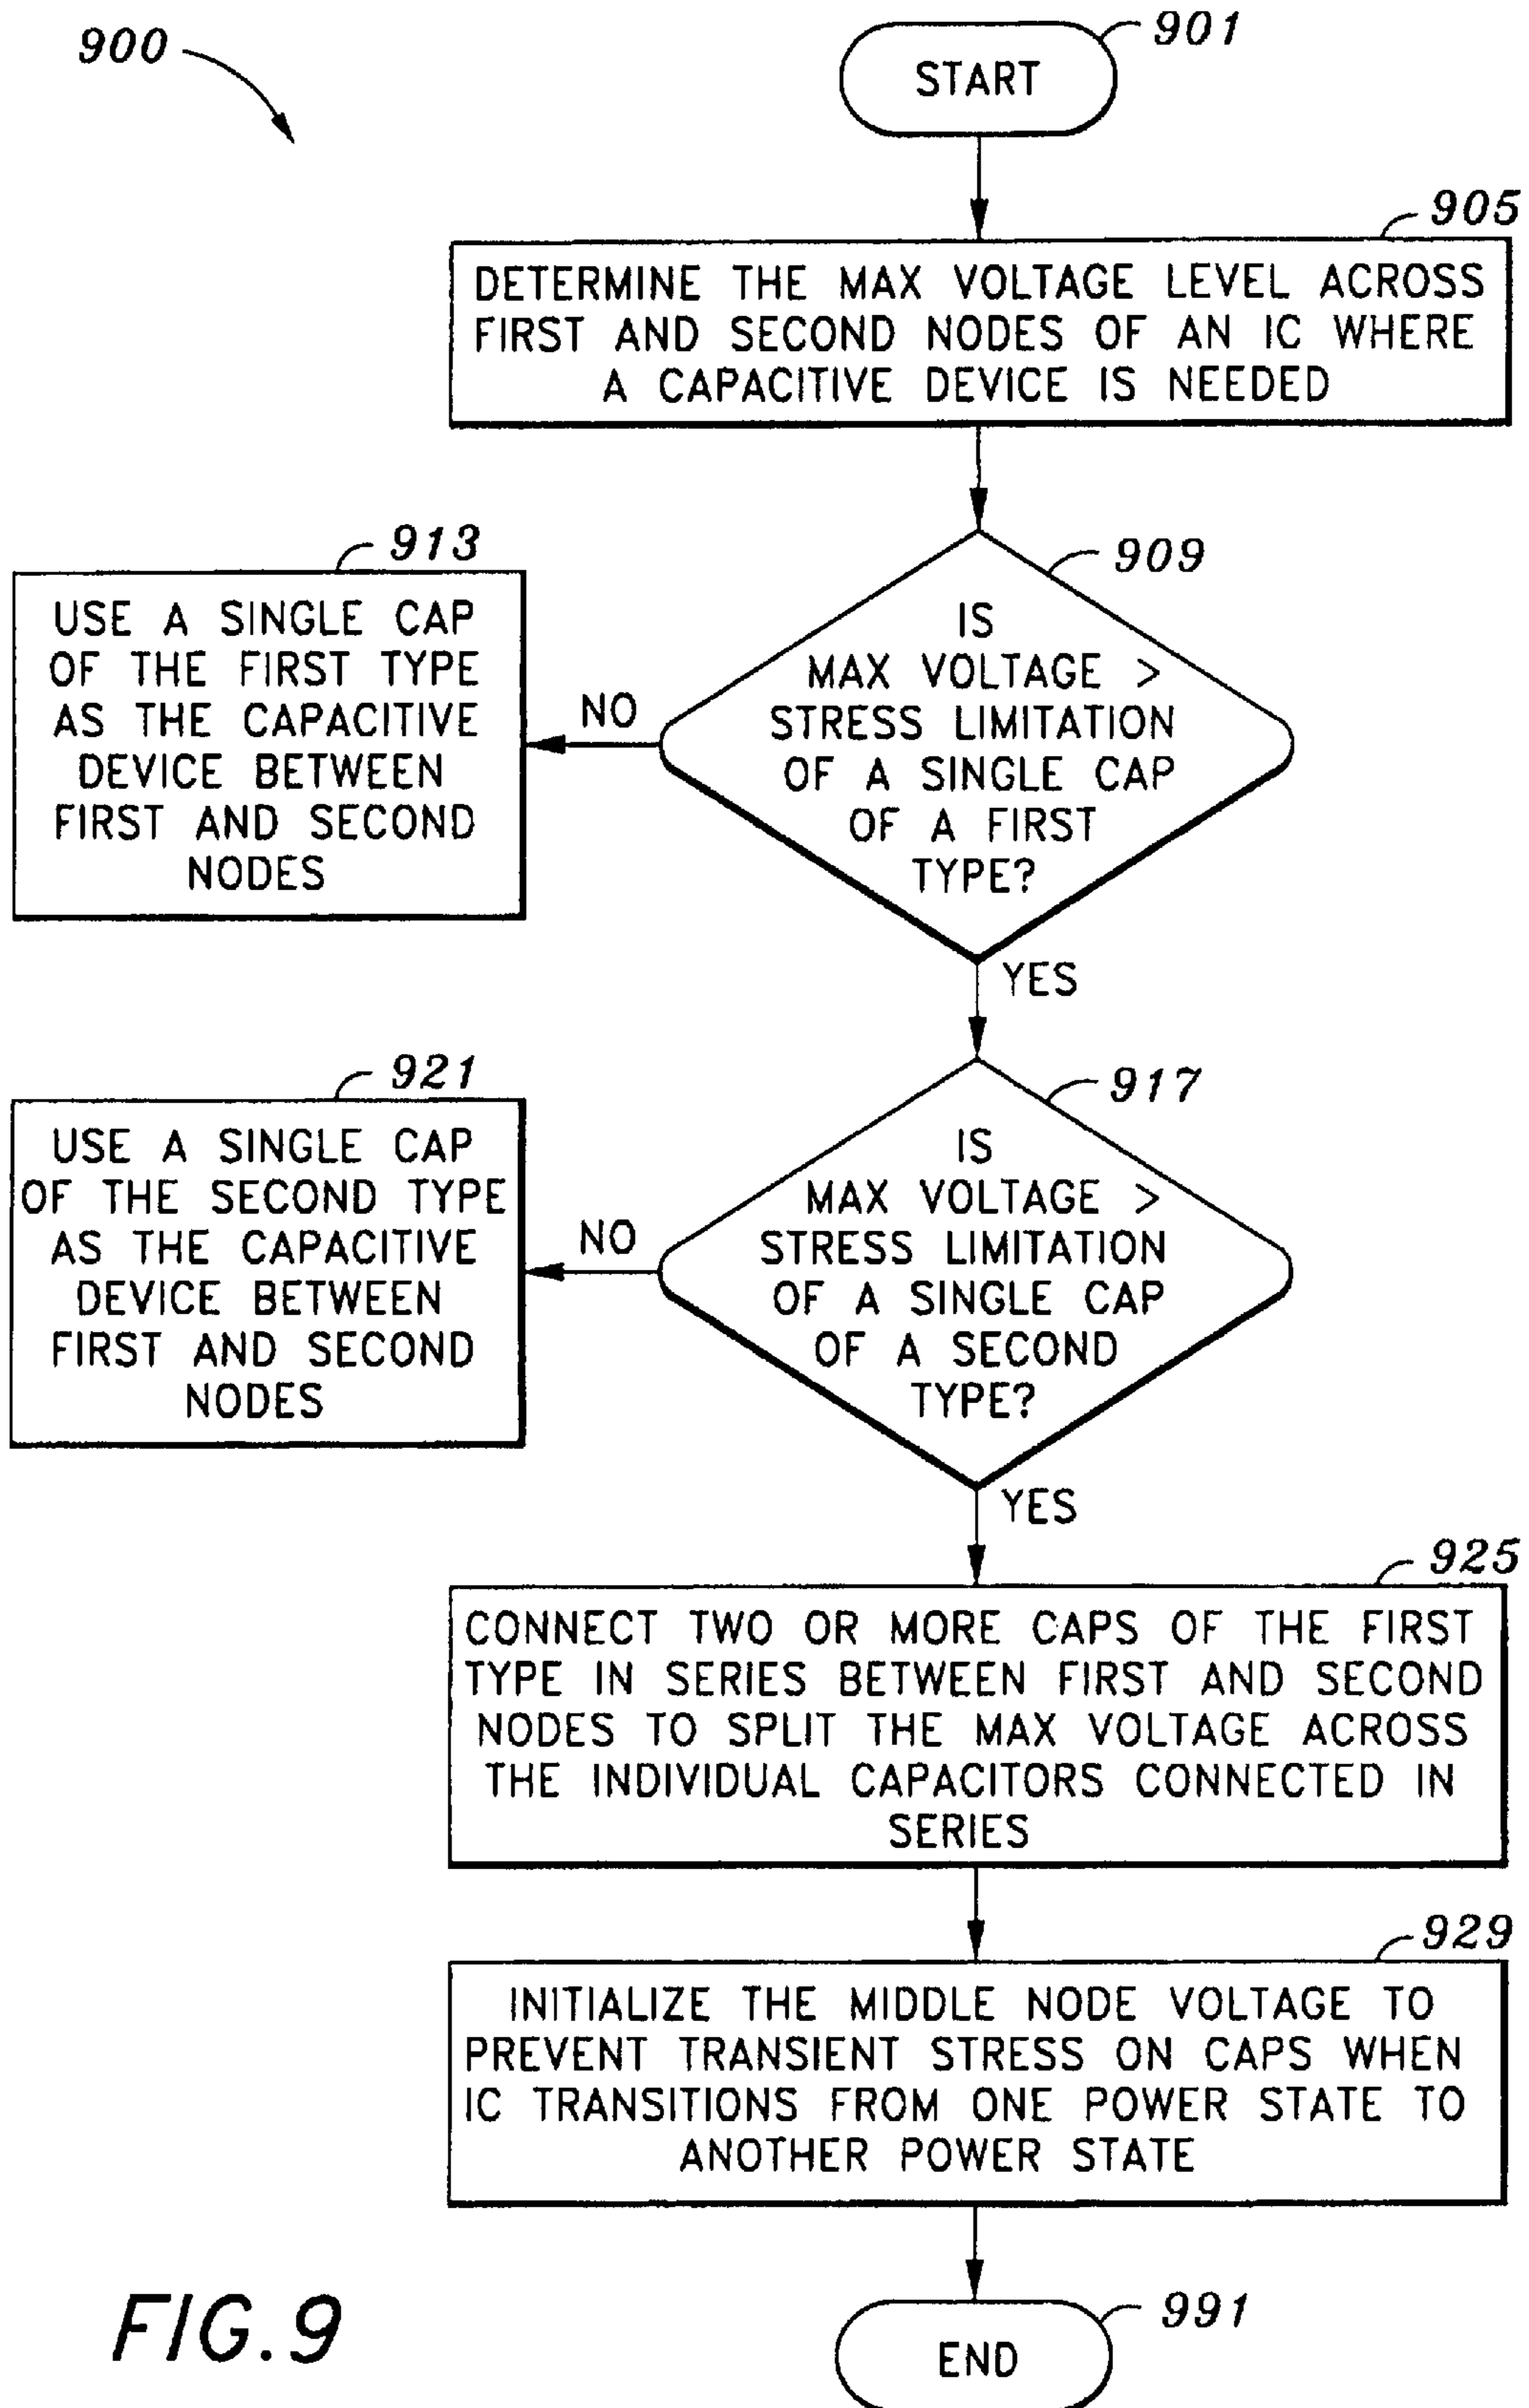 900
901
START
905
DETERMINE THE MAX VOLTAGE LEVEL ACROSS
FIRST AND SECOND NODES OF AN IC WHERE
A CAPACITIVE DEVICE IS NEEDED
913
USE A SINGLE CAP
OF THE FIRST TYPE
AS THE CAPACITIVE
DEVICE BETWEEN
FIRST AND SECOND
NODES
NO
909
IS
MAX VOLTAGE >
STRESS LIMITATION
OF A SINGLE CAP
OF A FIRST
TYPE?
YES
921
USE A SINGLE CAP
OF THE SECOND TYPE
AS THE CAPACITIVE
DEVICE BETWEEN
FIRST AND SECOND
NODES
NO
917
IS
MAX VOLTAGE >
STRESS LIMITATION
OF A SINGLE CAP
OF A SECOND
TYPE?
YES
925
CONNECT TWO OR MORE CAPS OF THE FIRST
TYPE IN SERIES BETWEEN FIRST AND SECOND
NODES TO SPLIT THE MAX VOLTAGE ACROSS
THE INDIVIDUAL CAPACITORS CONNECTED IN
SERIES
929
INITIALIZE THE MIDDLE NODE VOLTAGE TO
PREVENT TRANSIENT STRESS ON CAPS WHEN
IC TRANSITIONS FROM ONE POWER STATE TO
ANOTHER POWER STATE
991
END
FIG.9